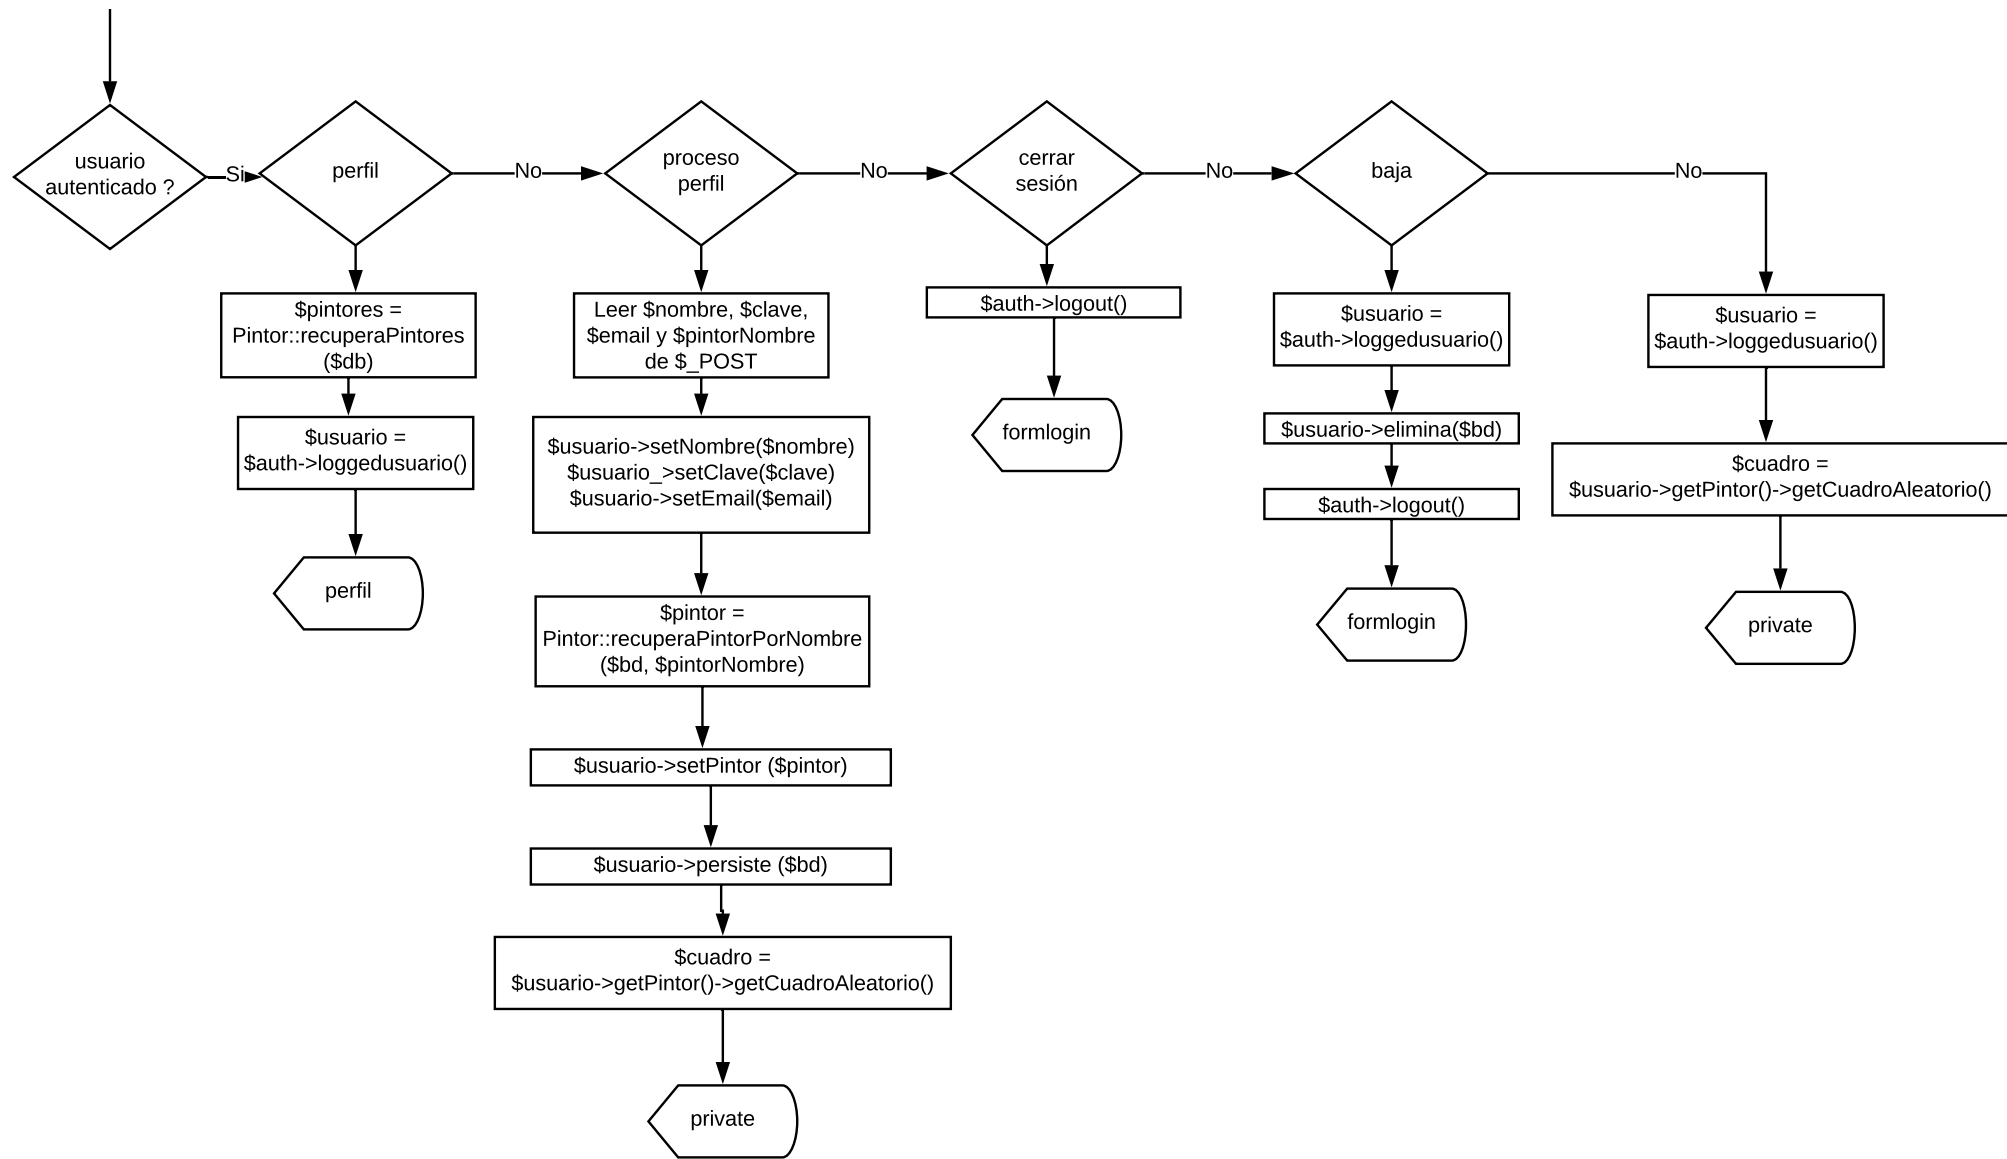 usuario
autenticado ?
Si
perfil
No
proceso
perfil
No
cerrar
sesión
No
baja
No
$pintores =
Pintor::recuperaPintores
($db)
$usuario =
$auth->loggedusuario()
perfil
Leer $nombre, $clave,
$email y $pintorNombre
de $_POST
$usuario->setNombre($nombre)
$usuario_>setClave($clave)
$usuario->setEmail($email)
$pintor =
Pintor::recuperaPintorPorNombre
($bd, $pintorNombre)
$usuario->setPintor ($pintor)
$usuario->persiste ($bd)
$cuadro =
$usuario->getPintor()->getCuadroAleatorio()
private
$auth->logout()
formlogin
$usuario =
$auth->loggedusuario()
$usuario->elimina($bd)
$auth->logout()
formlogin
$usuario =
$auth->loggedusuario()
$cuadro =
$usuario->getPintor()->getCuadroAleatorio()
private